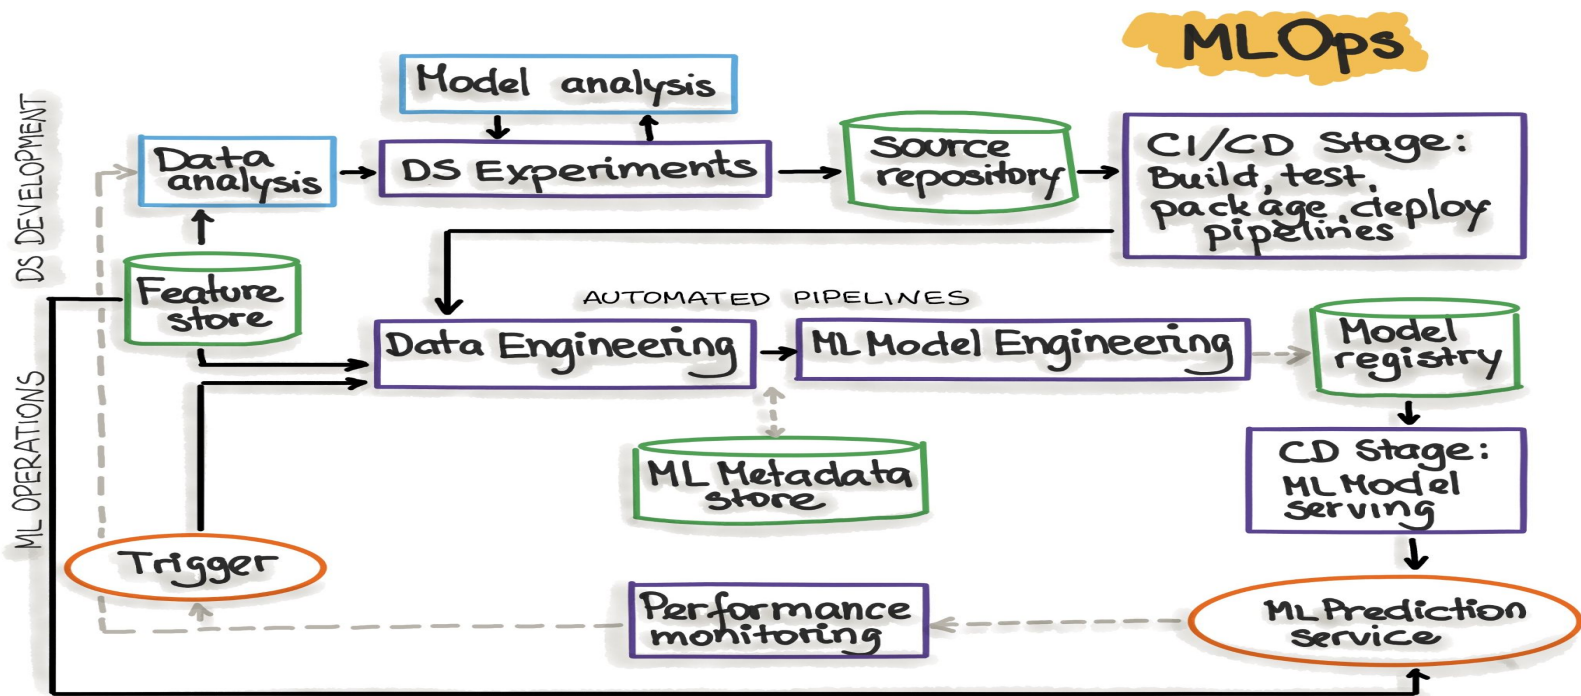 MLOps
Model analysis
DS DEVELOPMENT
Data
analysis
DS Experiments
Source
repository
CI/CD Stage:
Build, test,
package, deploy
pipelines
Feature
store
AUTOMATED PIPELINES
Data Engineering
ML Model Engineering
Model
registry
ML OPERATIONS
ML Metadata
store
CD Stage:
ML Model
serving
Trigger
Performance
monitoring
ML Prediction
service